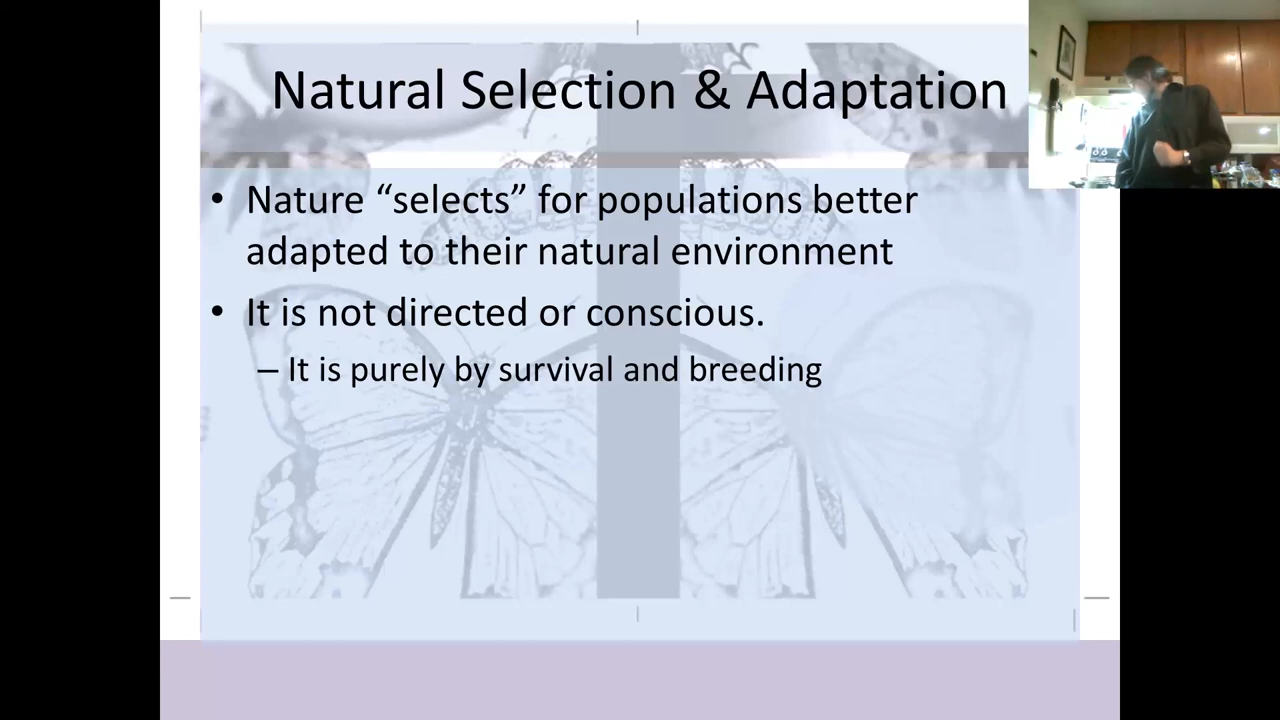 Natural Selection & Adaptation
• Nature “selects” for populations better
adapted to their natural environment
• It is not directed or conscious.
– It is purely by survival and breeding